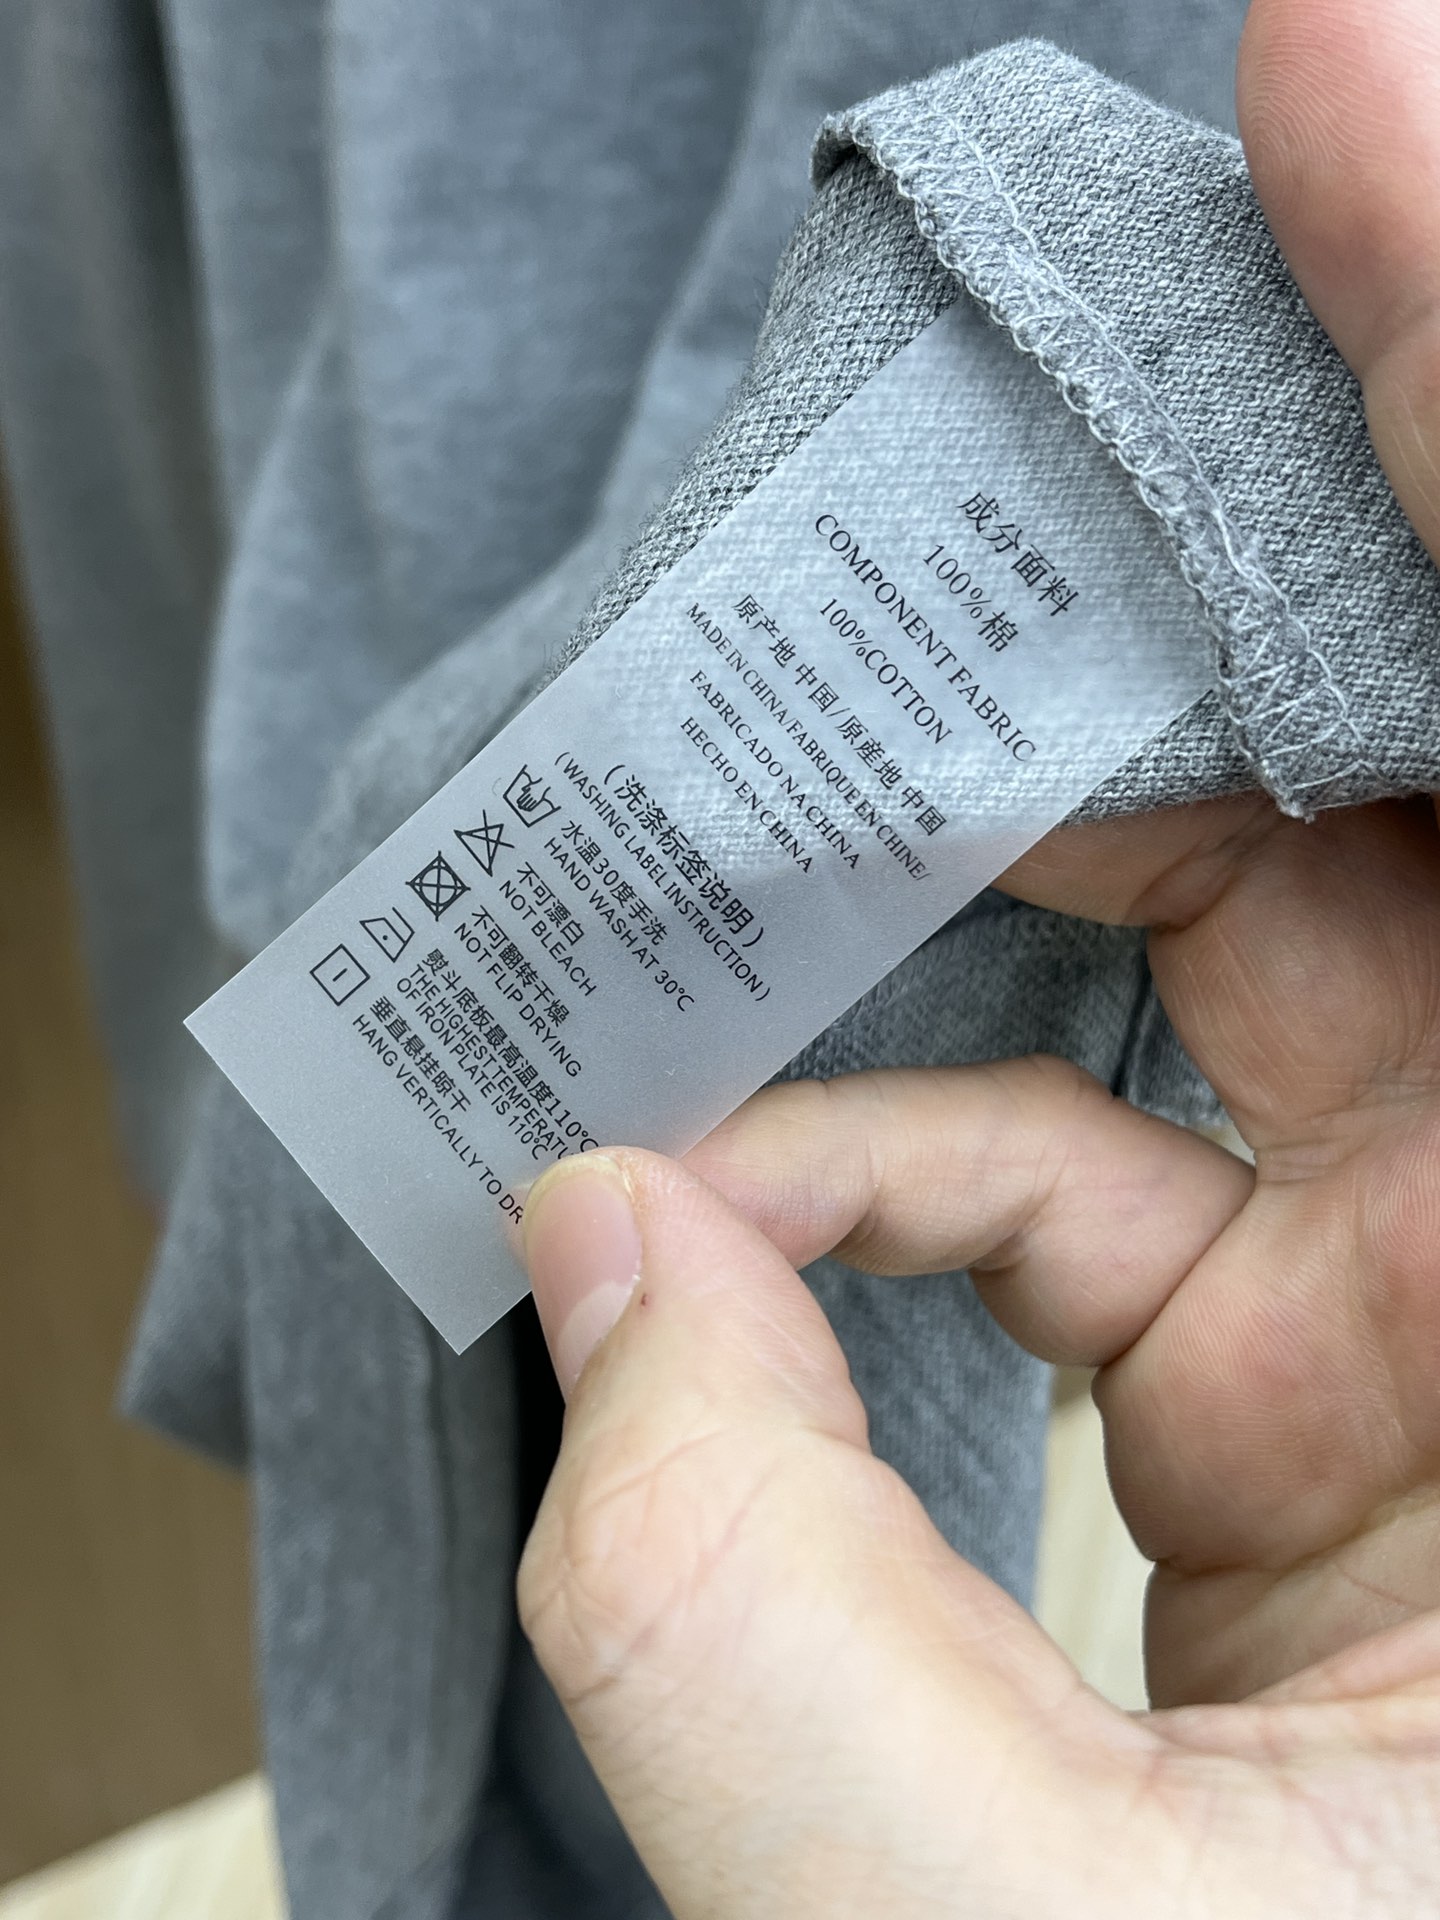 成分面料
100%棉
COMPONENT FABRIC
100%COTTON
原产地 中国/原産地 中国
MADE IN CHINA/FABRIQUE EN CHINE/
FABRICADO NA CHINA
HECHO EN CHINA
(洗涤标签说明)
(WASHING LABEL INSTRUCTION)
水温30度手洗
HAND WASH AT 30℃
不可漂白
NOT BLEACH
不可翻转干燥
NOT FLIP DRYING
熨斗底板最高温度110℃
THE HIGHEST TEMPERATU
OF IRON PLATE IS 110℃
垂直悬挂晾干
HANG VERTICALLY TO DR